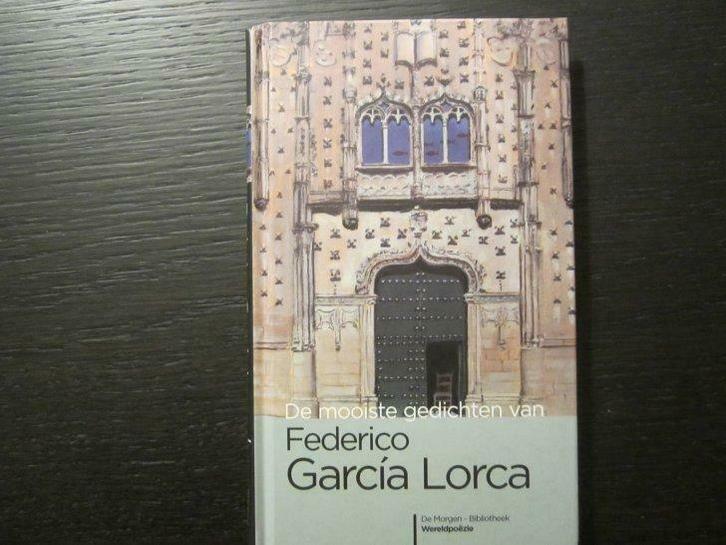 De mooiste gedichten van
Federico
García Lorca
De Morgen - Bibliotheek
Wereldpoëzie